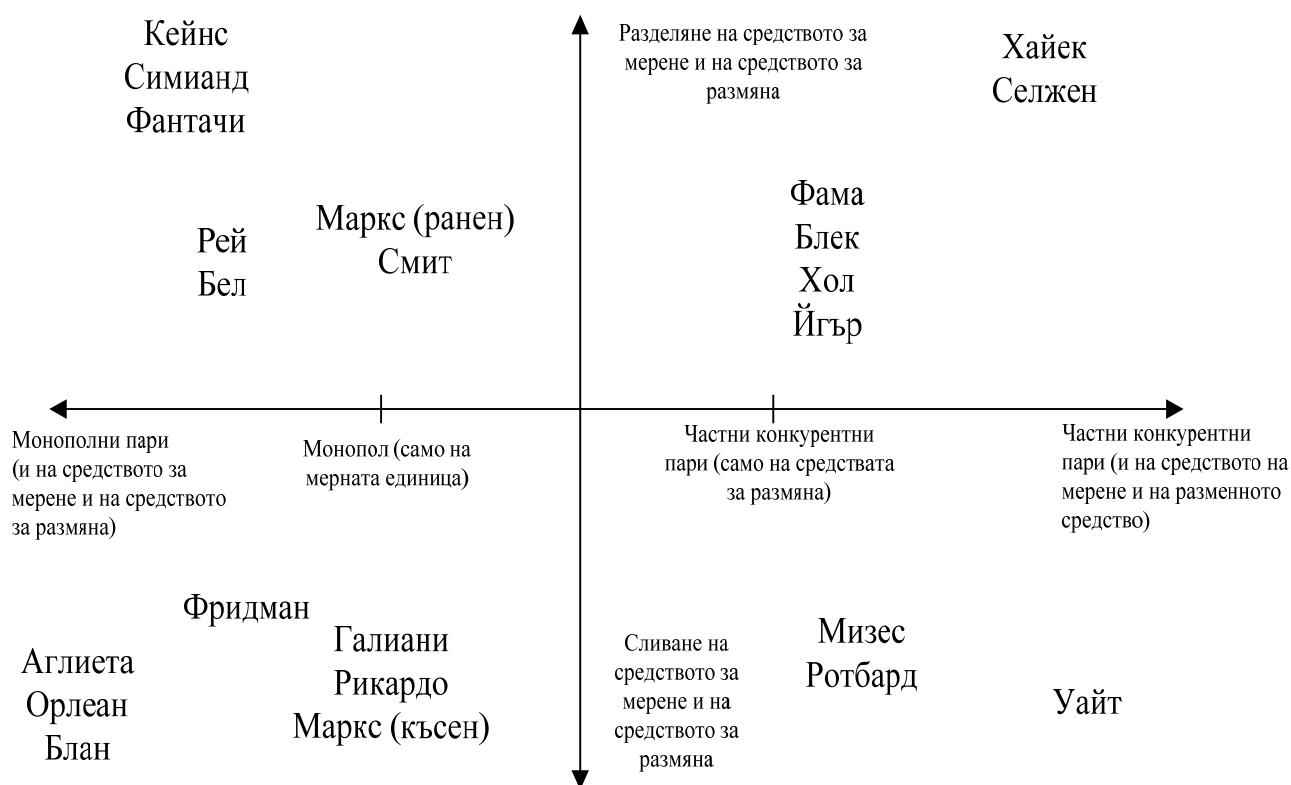 Кейнс
Симианд
Фантачи
Разделяне на средството за
мерене и на средството за
размяна
Хайек
Селжен
Рей
Бел
Маркс (ранен)
Смит
Фама
Блек
Хол
Йгър
Монополни пари
(и на средството за
мерене и на средството
за размяна)
Монопол (само на
мерната единица)
Частни конкурентни
пари (само на средствата
за размяна)
Частни конкурентни
пари (и на средството на
мерене и на разменното
средство)
Фридман
Аглиета
Орлеан
Блан
Галиани
Рикардо
Маркс (късен)
Сливане на
средството за
мерене и на
средството за
размяна
Мизес
Ротбард
Уайт